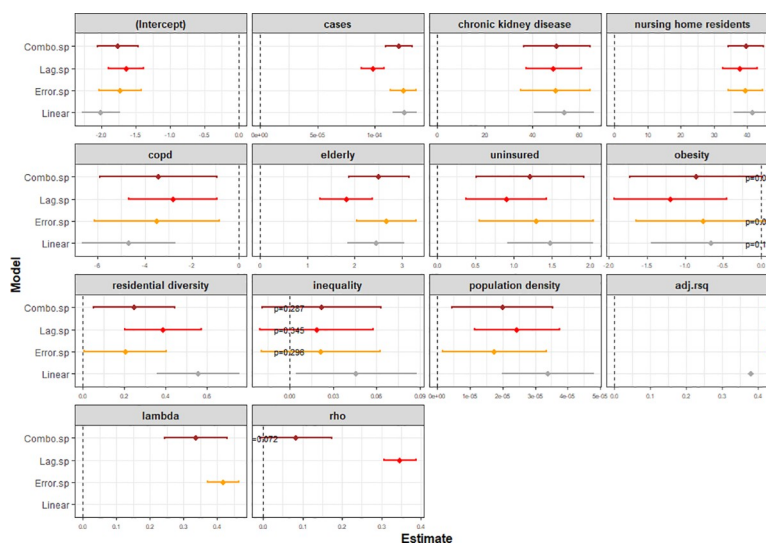 (Intercept)
cases
chronic kidney disease
nursing home residents
Combo.sp
Lag.sp
Error.sp
Linear
-2.0 -1.5 -1.0 -0.5 0.0
0e+00 5e-05 1e-04
0 20 40 60
0 10 20 30 40
copd
elderly
uninsured
obesity
Combo.sp
Lag.sp
Error.sp
Linear
p=0.0
p=0.0
p=0.1
-6 -4 -2 0
0 1 2 3
0.0 0.5 1.0 1.5 2.0
-2.0 -1.5 -1.0 -0.5 0.0
Model
residential diversity
inequality
population density
adj.rsq
Combo.sp
Lag.sp
Error.sp
Linear
p=0.287
p=0.345
p=0.296
0.0 0.2 0.4 0.6
0.00 0.03 0.06 0.09
0e+00 1e-05 2e-05 3e-05 4e-05 5e-05
0.0 0.1 0.2 0.3 0.4
lambda
rho
Combo.sp
Lag.sp
Error.sp
Linear
=0.072
0.0 0.1 0.2 0.3 0.4
0.0 0.1 0.2 0.3 0.4
Estimate